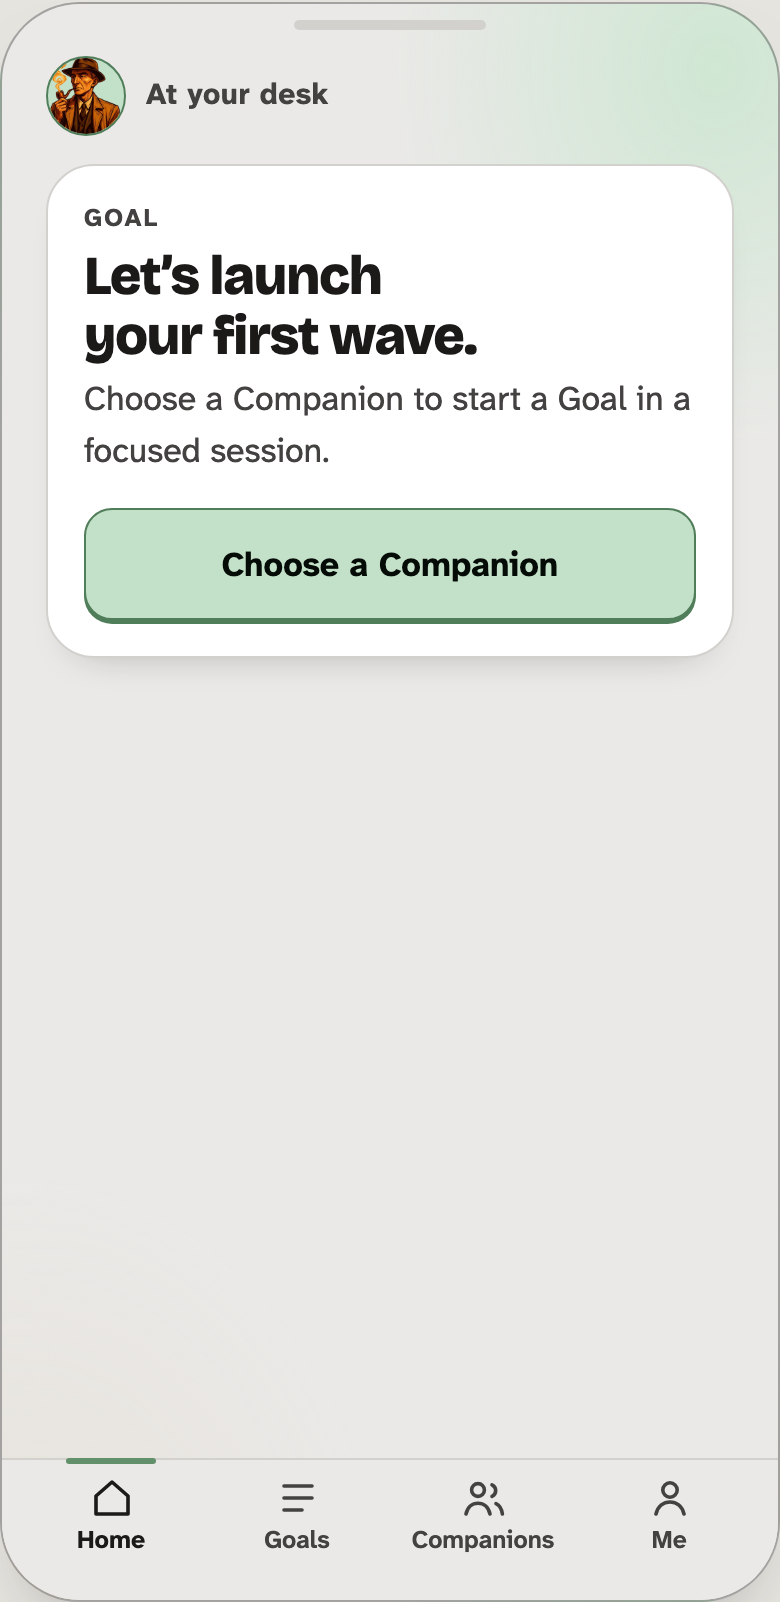 At your desk
GOAL
Let’s launch
your first wave.
Choose a Companion to start a Goal in a
focused session.
Choose a Companion
Home
Goals
Companions
Me